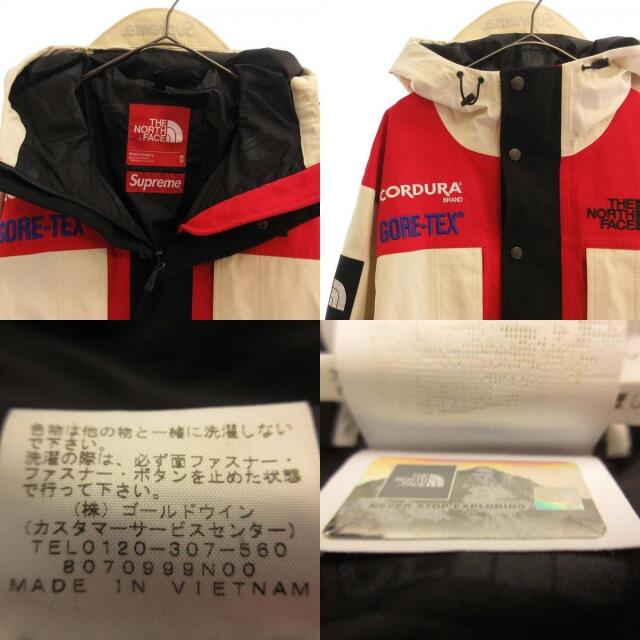 Supreme
THE
NORTH
FACE
Supreme
GORE-TEX®
CORDURA®
BRAND
GORE-TEX®
THE
NORTH
FACE
色物は他の物と一緒に洗濯しない
で下さい。
洗濯の際は、必ず面ファスナー・
ファスナー、ボタンを止めた状態
で行って下さい。
(株) ゴールドウイン
(カスタマーサービスセンター)
TEL0120-307-560
8070999N00
MADE IN VIETNAM
THE
NORTH
FACE
NEVER STOP EXPLORING